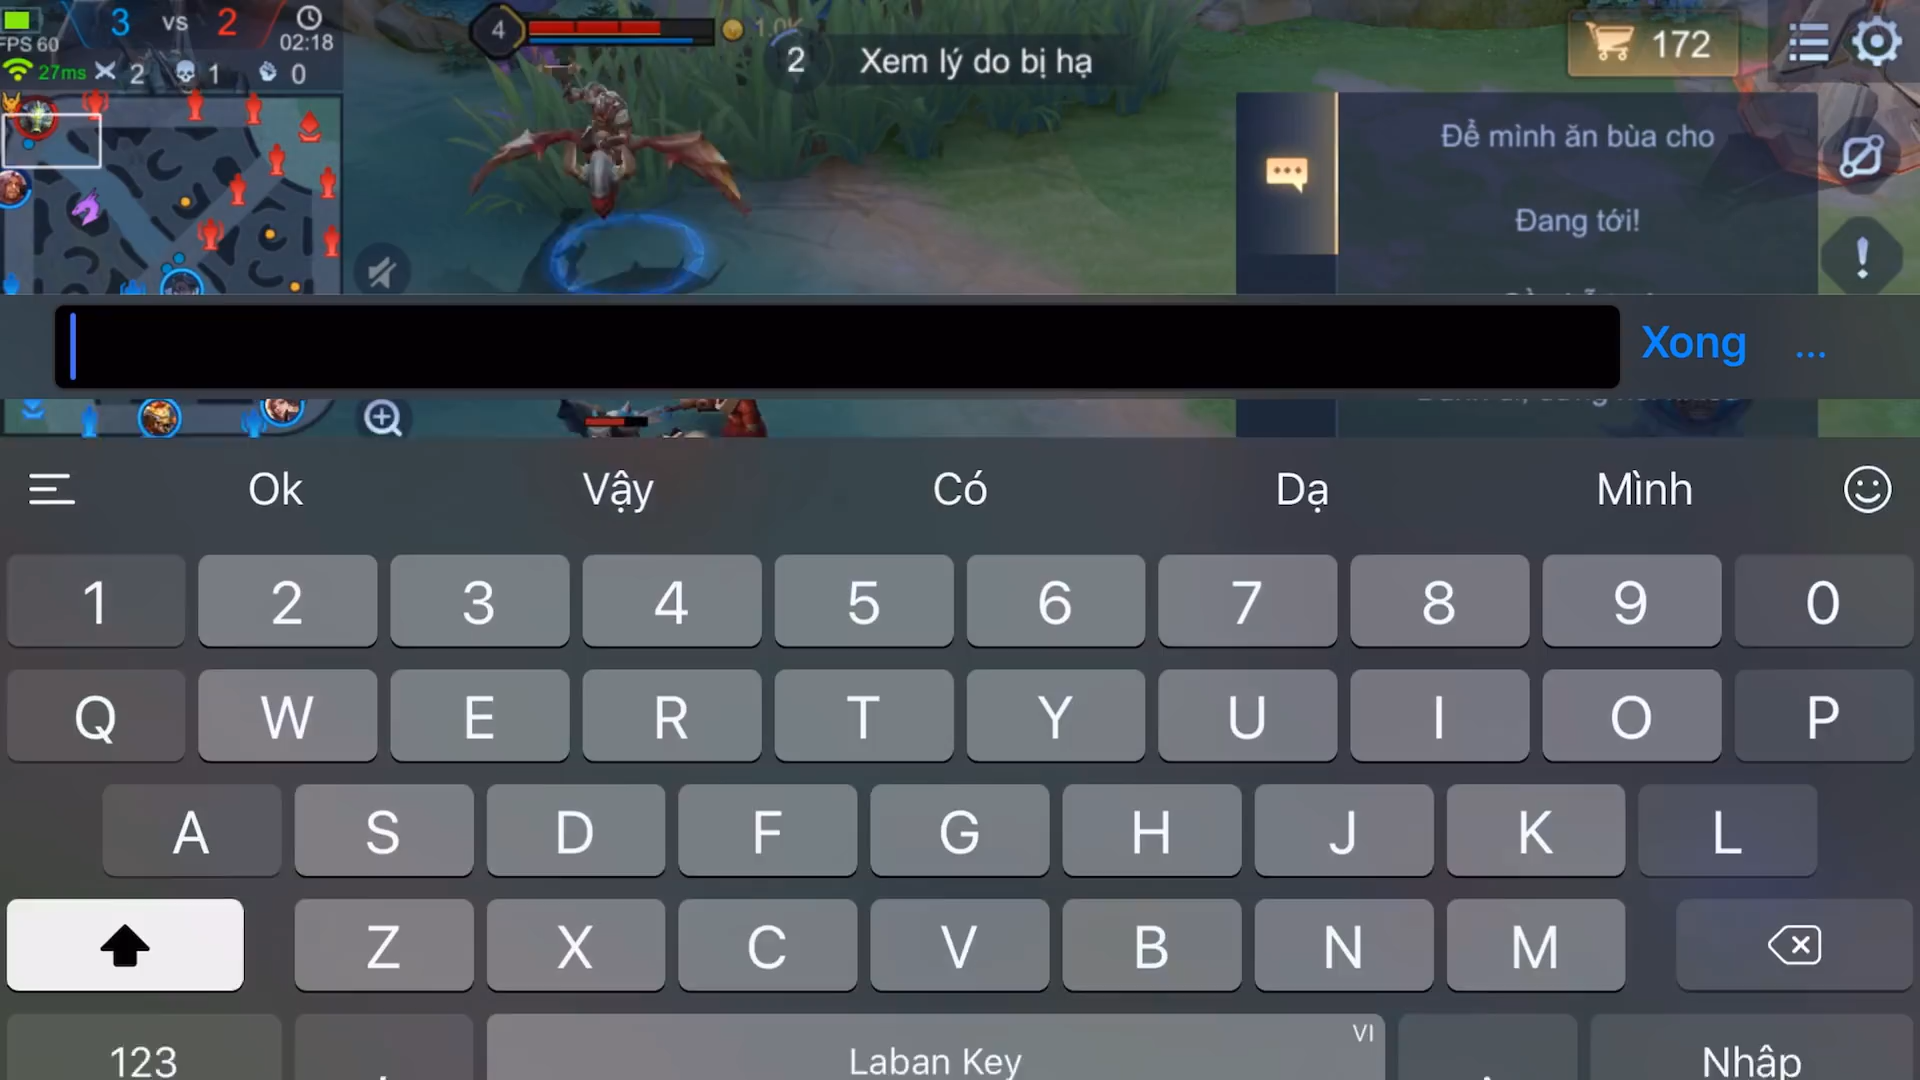 3 vs 2
02:18
FPS 60
27ms 2 1 0
4
2 Xem lý do bị hạ
172
Để mình ăn bùa cho
Đang tới!
Xong ...
Ok Vậy Có Dạ Mình
1 2 3 4 5 6 7 8 9 0
Q W E R T Y U I O P
A S D F G H J K L
Z X C V B N M
123 , Laban Key VI . Nhập